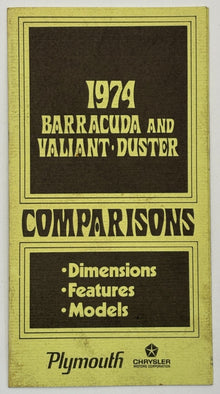 1974
BARRACUDA AND
VALIANT·DUSTER
COMPARISONS
·Dimensions
·Features
·Models
Plymouth
CHRYSLER
MOTORS CORPORATION